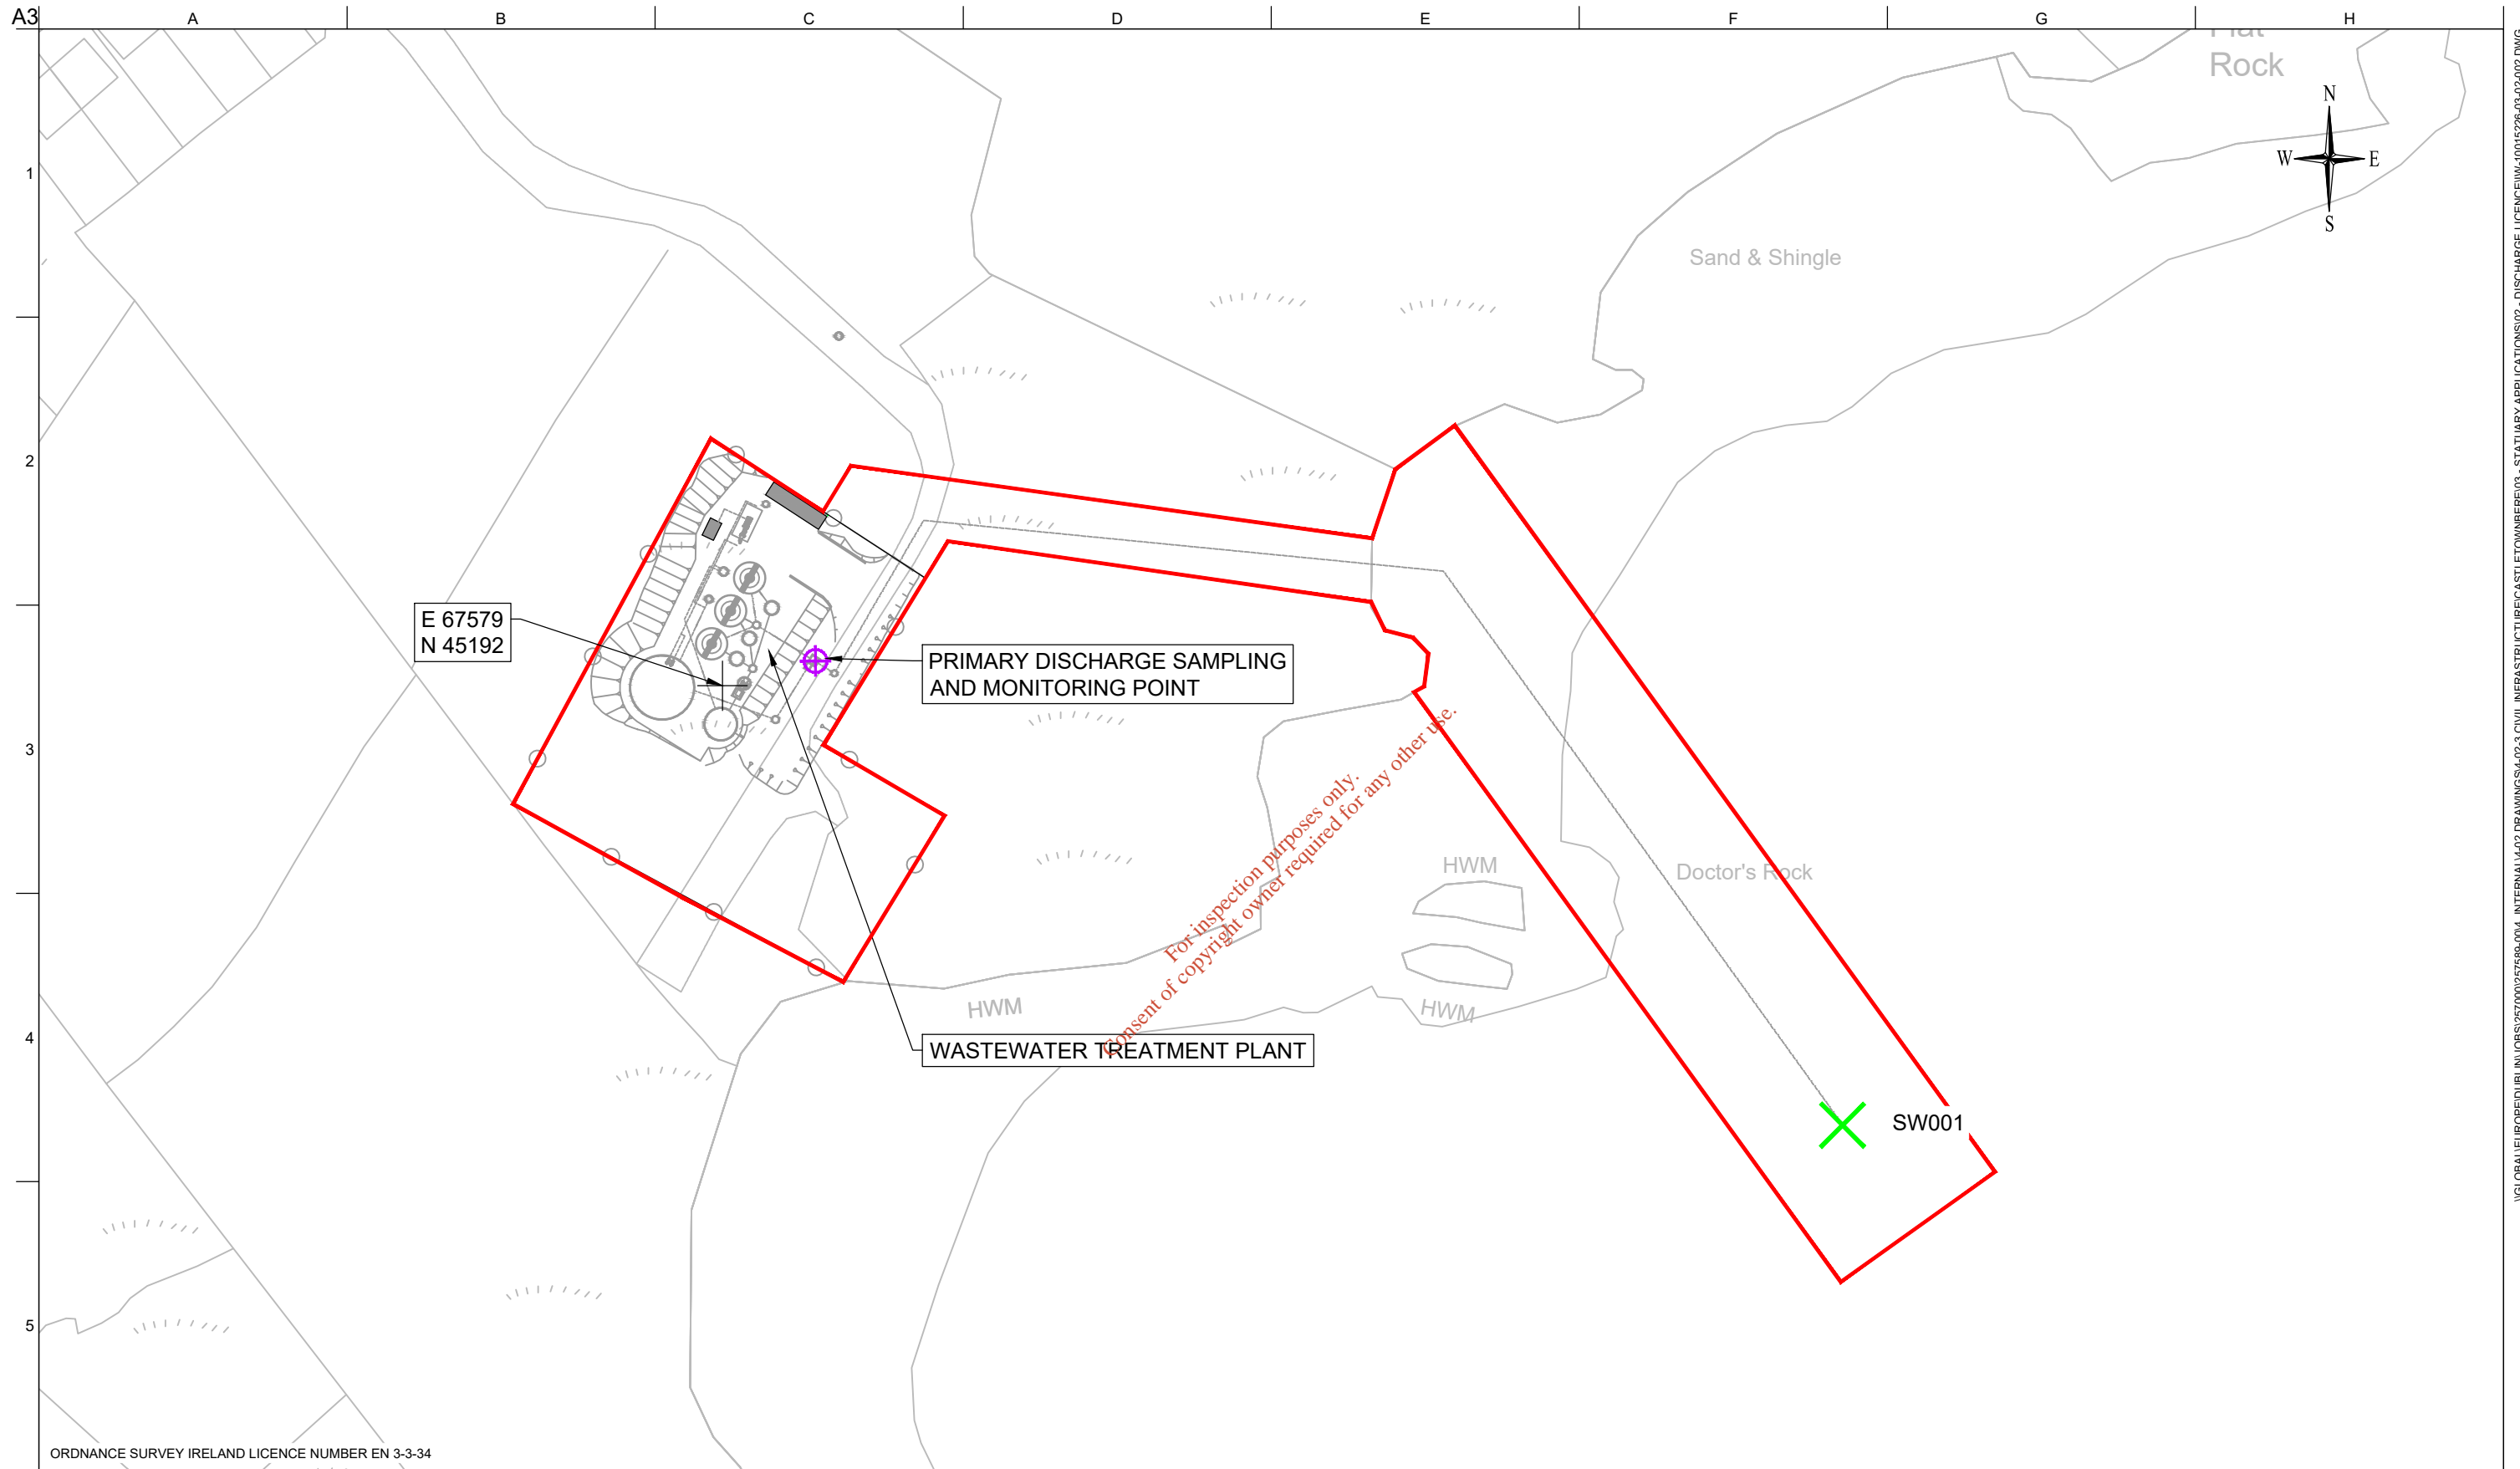 A3
A B C D E F G H
Flat
Rock
N
W E
S
1
Sand & Shingle
2
E 67579
N 45192
PRIMARY DISCHARGE SAMPLING
AND MONITORING POINT
3
For inspection purposes only.
Consent of copyright owner required for any other use.
HWM
Doctor's Rock
HWM
HWM
4
WASTEWATER TREATMENT PLANT
SW001
5
ORDNANCE SURVEY IRELAND LICENCE NUMBER EN 3-3-34